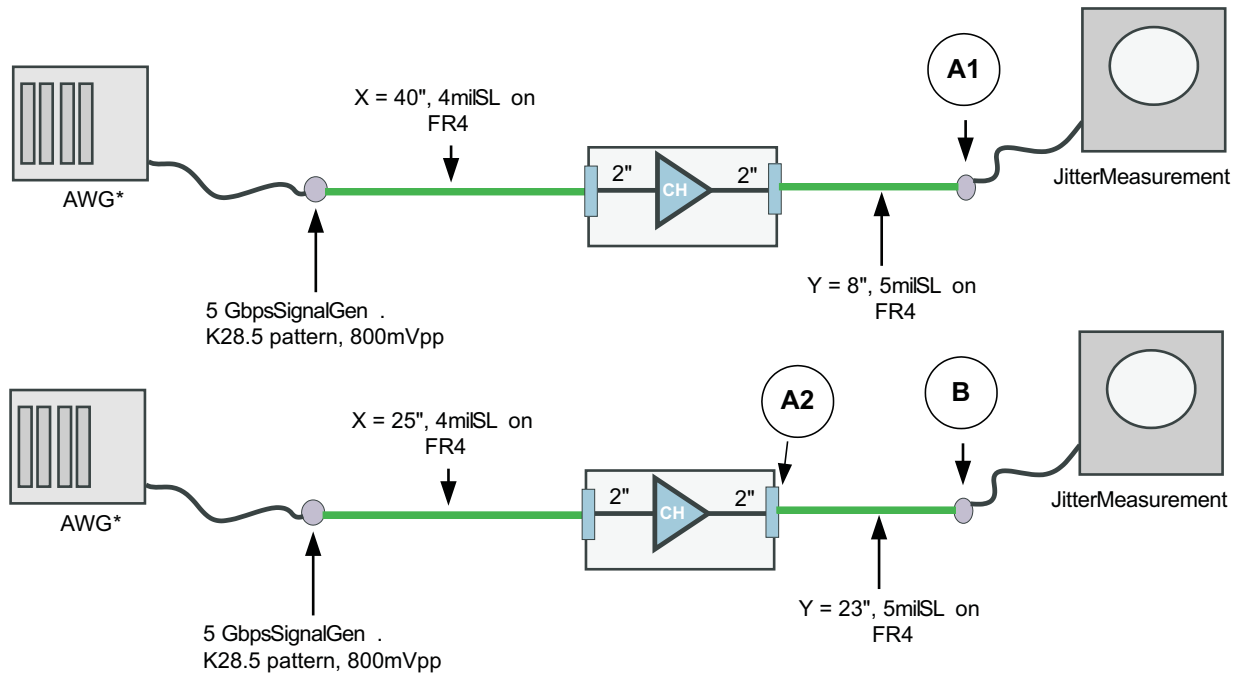 A1
X = 40", 4milSL on
FR4
2"
CH
2"
AWG*
JitterMeasurement
Y = 8", 5milSL on
FR4
5 GbpsSignalGen .
K28.5 pattern, 800mVpp
A2
B
X = 25", 4milSL on
FR4
2"
CH
2"
AWG*
JitterMeasurement
Y = 23", 5milSL on
FR4
5 GbpsSignalGen .
K28.5 pattern, 800mVpp